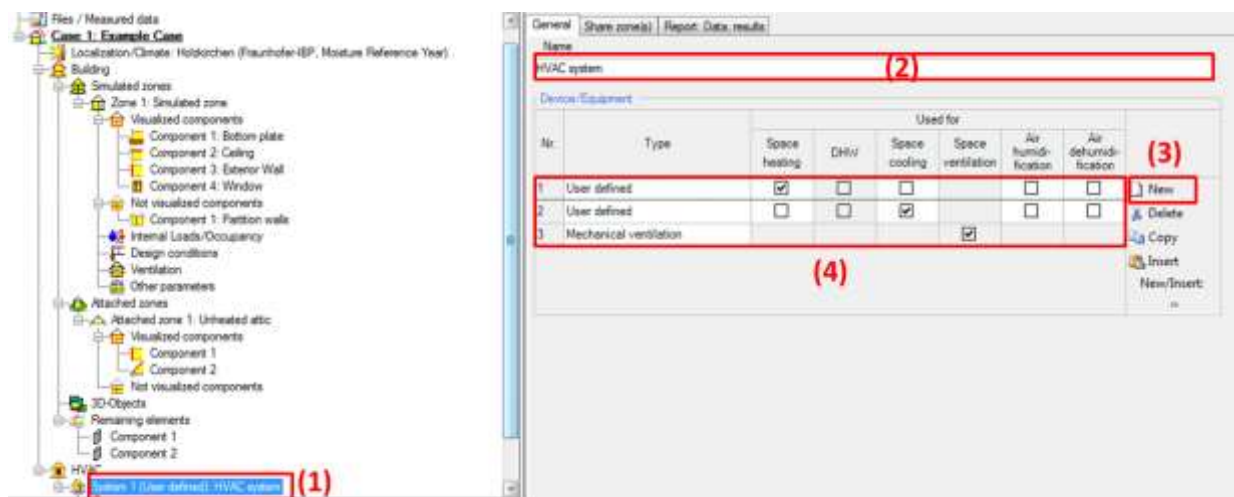 Files / Measured data
Case 1: Example Case
Localization/Climate: Holzkirchen (Fraunhofer-IBP, Moisture Reference Year)
Building
Simulated zones
Zone 1: Simulated zone
Visualized components
Component 1: Bottom plate
Component 2: Ceiling
Component 3: Exterior Wall
Component 4: Window
Not visualized components
Component 1: Partition walls
Internal Loads/Occupancy
Design conditions
Ventilation
Other parameters
Attached zones
Attached zone 1: Unheated attic
Visualized components
Component 1
Component 2
Not visualized components
3D-Objects
Remaining elements
Component 1
Component 2
HVAC
System 1 (User defined): HVAC system
(1)
General Share zone(s) Report: Data, results
Name
HVAC system
(2)
Device/Equipment
Used for
Nr. Type Space heating DHW Space cooling Space ventilation Air humidi-fication Air dehumidi-fication
(3)
1 User defined
2 User defined
3 Mechanical ventilation
New
Delete
Copy
Insert
New/Insert:
(4)